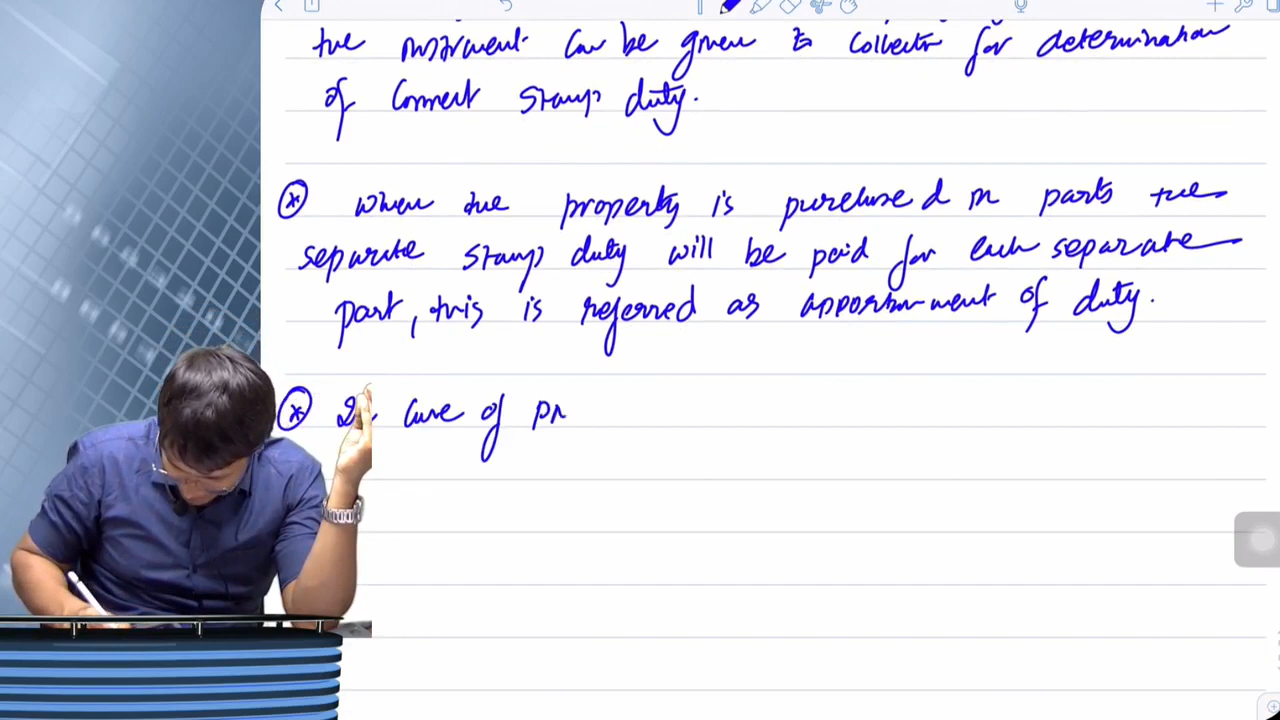 the instrument can be given to collector for determination
of correct stamp duty.
* when the property is purchased in parts the
separate stamp duty will be paid for each separate
part, this is referred as apportionment of duty.
* In case of pr